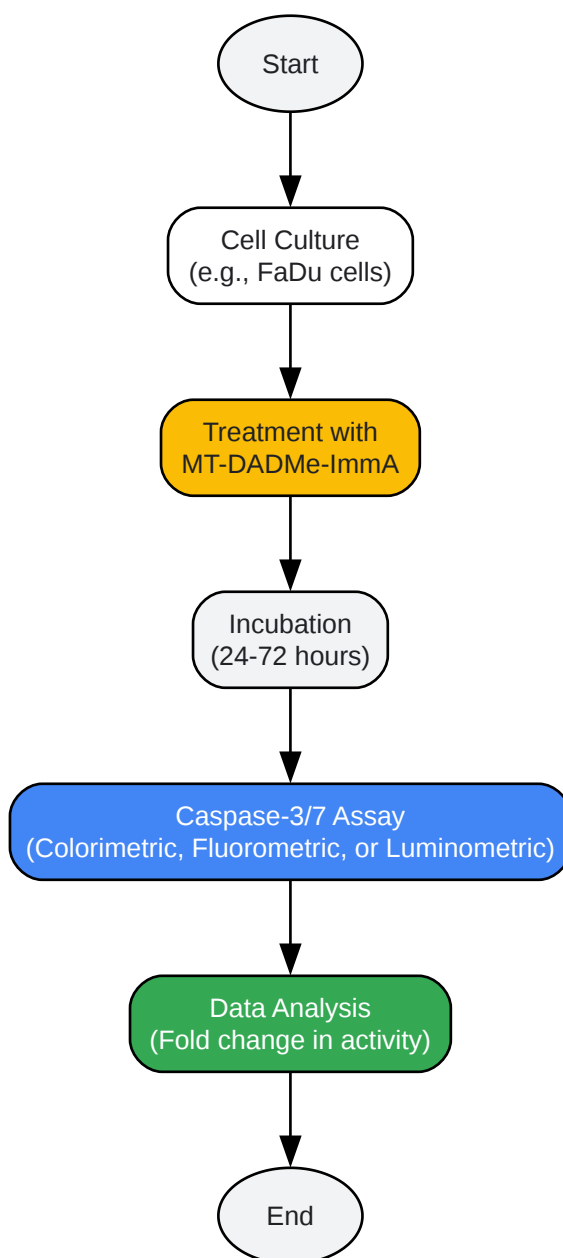 Start
Cell Culture
(e.g., FaDu cells)
Treatment with
MT-DADMe-ImmA
Incubation
(24-72 hours)
Caspase-3/7 Assay
(Colorimetric, Fluorometric, or Luminometric)
Data Analysis
(Fold change in activity)
End